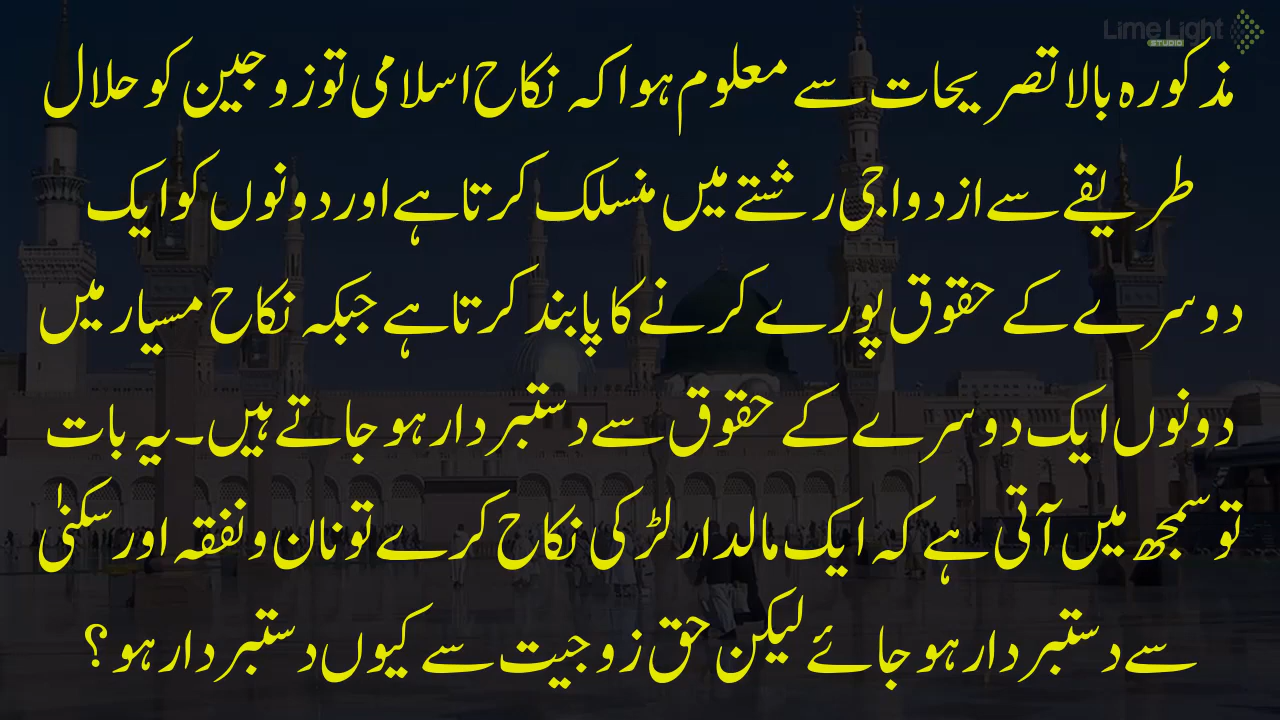 Lime Light
STUDIO
مذکورہ بالا تصریحات سے معلوم ہوا کہ نکاح اسلامی تو زوجین کو حلال
طریقے سے ازدواجی رشتے میں منسلک کرتا ہے اور دونوں کو ایک
دوسرے کے حقوق پورے کرنے کا پابند کرتا ہے جبکہ نکاح مسیار میں
دونوں ایک دوسرے کے حقوق سے دستبردار ہو جاتے ہیں۔ یہ بات
تو سمجھ میں آتی ہے کہ ایک مالدار لڑکی نکاح کرے تو نان و نفقہ اور سکنیٰ
سے دستبردار ہو جائے لیکن حق زوجیت سے کیوں دستبردار ہو؟